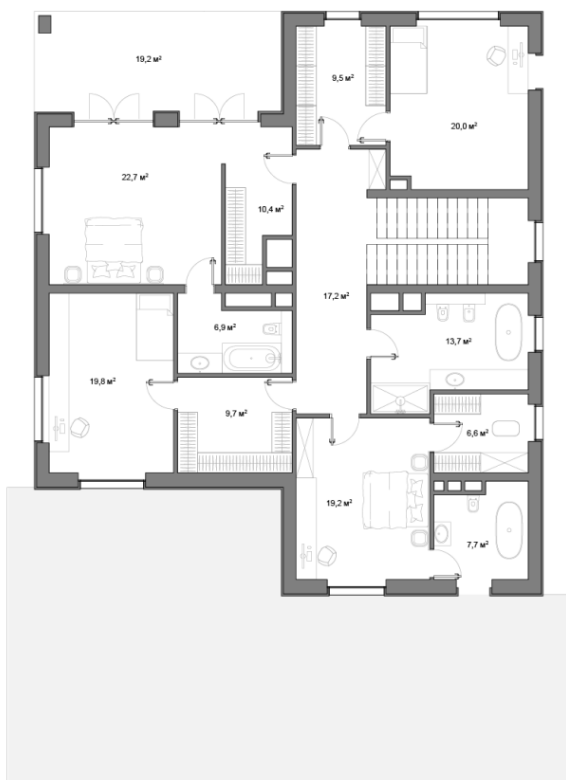 19,2 м²
9,5 м²
20,0 м²
22,7 м²
10,4 м²
17,2 м²
6,9 м²
13,7 м²
19,8 м²
9,7 м²
6,6 м²
19,2 м²
7,7 м²